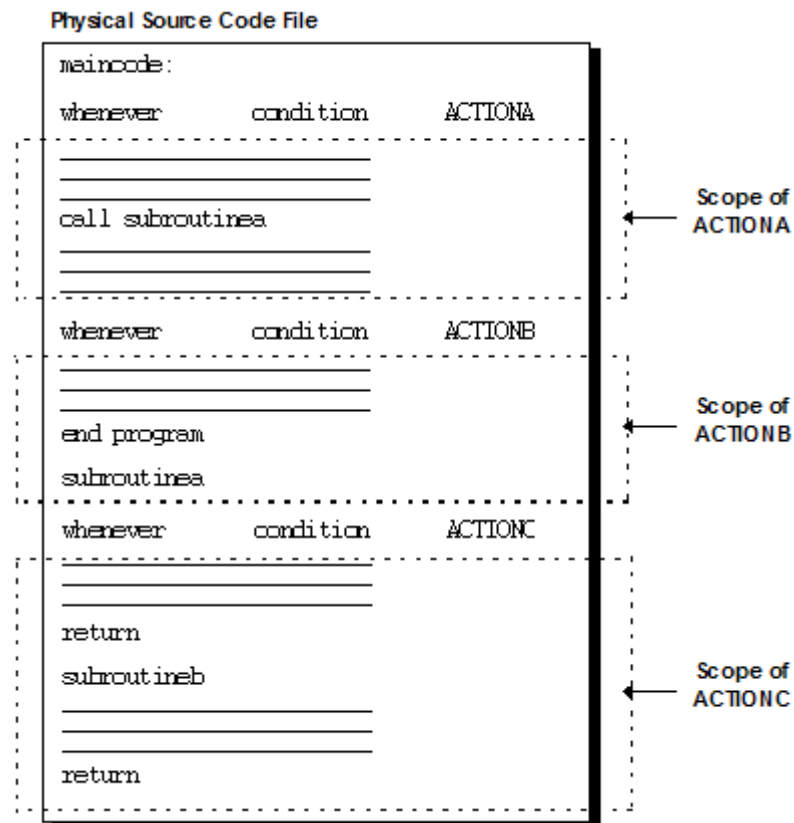 Physical Source Code File
maincode:
whenever condition ACTIONA
call subroutinea
Scope of
ACTIONA
whenever condition ACTIONB
end program
subroutinea
Scope of
ACTIONB
whenever condition ACTIONC
return
subroutineb
return
Scope of
ACTIONC